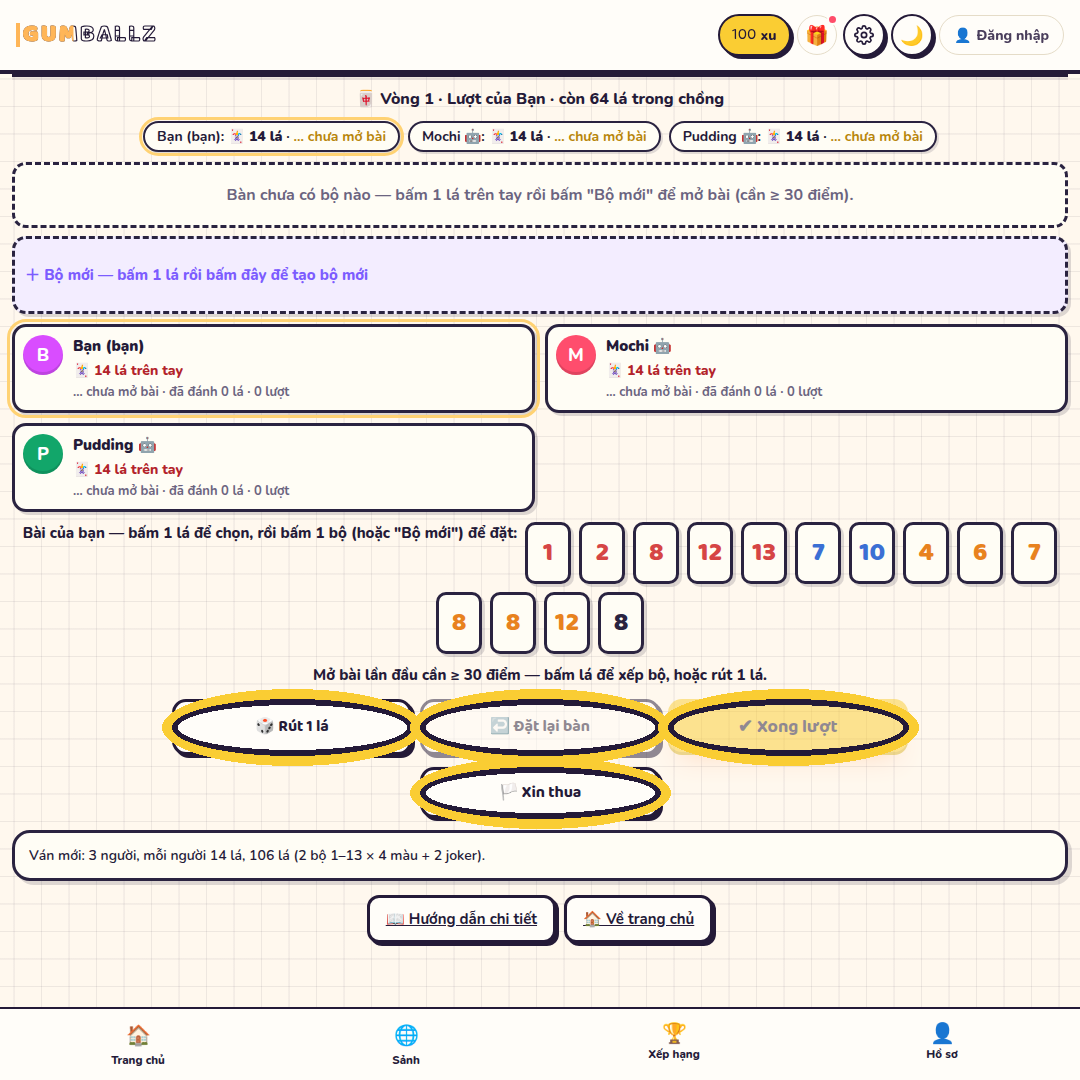 GUMBALLZ
100 xu
Đăng nhập
Vòng 1 · Lượt của Bạn · còn 64 lá trong chồng
Bạn (bạn): 14 lá · ... chưa mở bài
Mochi : 14 lá · ... chưa mở bài
Pudding : 14 lá · ... chưa mở bài
Bàn chưa có bộ nào — bấm 1 lá trên tay rồi bấm "Bộ mới" để mở bài (cần ≥ 30 điểm).
+ Bộ mới — bấm 1 lá rồi bấm đây để tạo bộ mới
B
Bạn (bạn)
14 lá trên tay
... chưa mở bài · đã đánh 0 lá · 0 lượt
M
Mochi
14 lá trên tay
... chưa mở bài · đã đánh 0 lá · 0 lượt
P
Pudding
14 lá trên tay
... chưa mở bài · đã đánh 0 lá · 0 lượt
Bài của bạn — bấm 1 lá để chọn, rồi bấm 1 bộ (hoặc "Bộ mới") để đặt:
1 2 8 12 13 7 10 4 6 7
8 8 12 8
Mở bài lần đầu cần ≥ 30 điểm — bấm lá để xếp bộ, hoặc rút 1 lá.
Rút 1 lá
Đặt lại bàn
✔ Xong lượt
Xin thua
Ván mới: 3 người, mỗi người 14 lá, 106 lá (2 bộ 1–13 × 4 màu + 2 joker).
Hướng dẫn chi tiết
Về trang chủ
Trang chủ
Sảnh
Xếp hạng
Hồ sơ